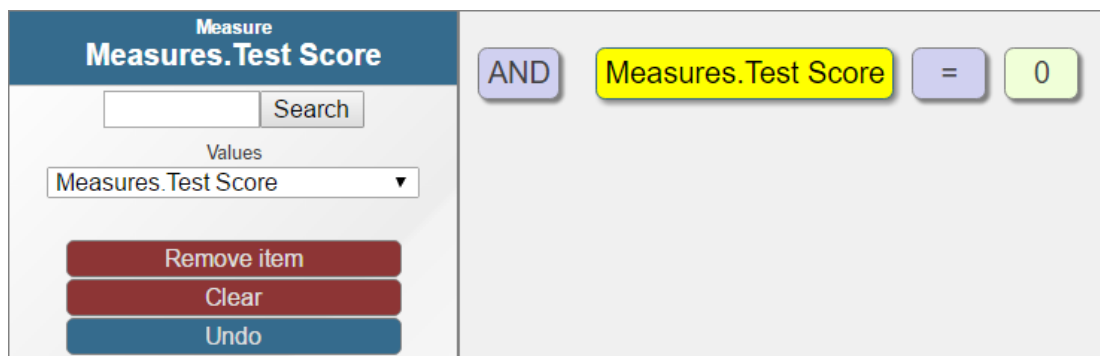 Measure
Measures.Test Score
Search
Values
Measures.Test Score
Remove item
Clear
Undo
AND Measures.Test Score = 0